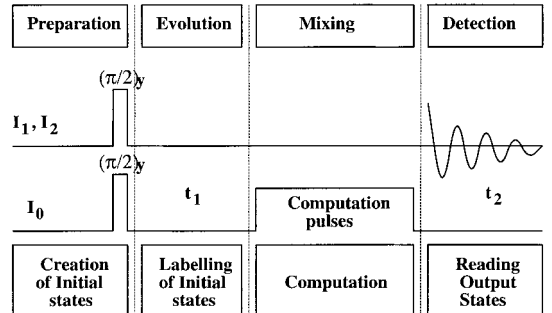 Preparation Evolution Mixing Detection
(π/2)y
I1, I2
(π/2)y
t1 t2
I0
Computation
pulses
Creation
of Initial
states
Labelling
of Initial
states
Computation
Reading
Output
States